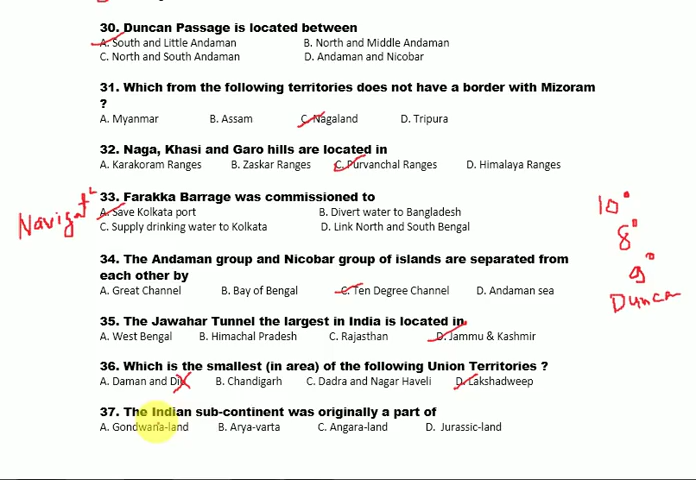 30. Duncan Passage is located between
A. South and Little Andaman B. North and Middle Andaman
C. North and South Andaman D. Andaman and Nicobar
31. Which from the following territories does not have a border with Mizoram
?
A. Myanmar B. Assam C. Nagaland D. Tripura
32. Naga, Khasi and Garo hills are located in
A. Karakoram Ranges B. Zaskar Ranges C. Purvanchal Ranges D. Himalaya Ranges
33. Farakka Barrage was commissioned to
A. Save Kolkata port B. Divert water to Bangladesh
C. Supply drinking water to Kolkata D. Link North and South Bengal
34. The Andaman group and Nicobar group of islands are separated from
each other by
A. Great Channel B. Bay of Bengal C. Ten Degree Channel D. Andaman sea
35. The Jawahar Tunnel the largest in India is located in,
A. West Bengal B. Himachal Pradesh C. Rajasthan D. Jammu & Kashmir
36. Which is the smallest (in area) of the following Union Territories ?
A. Daman and Diu B. Chandigarh C. Dadra and Nagar Haveli D. Lakshadweep
37. The Indian sub-continent was originally a part of
A. Gondwana-land B. Arya-varta C. Angara-land D. Jurassic-land
10°
8°
9°
Duncan